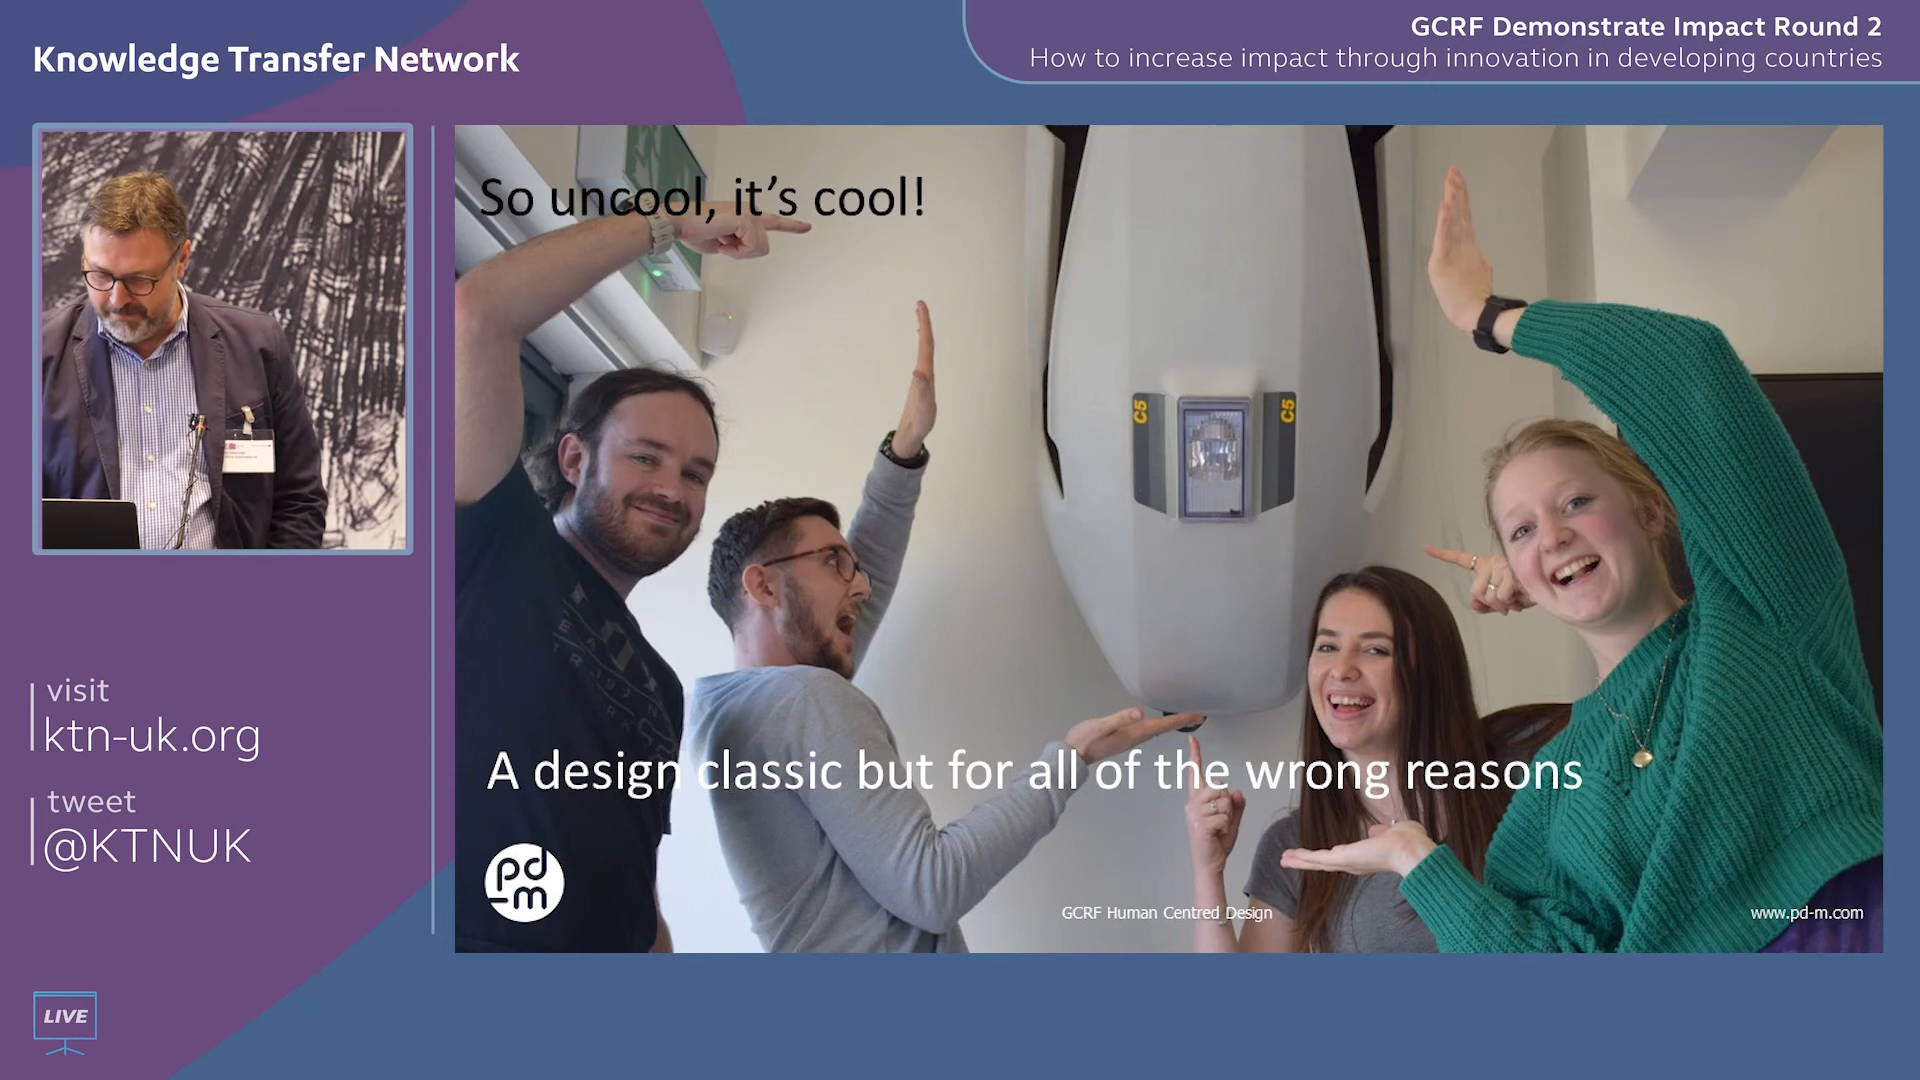 Knowledge Transfer Network
GCRF Demonstrate Impact Round 2
How to increase impact through innovation in developing countries
So uncool, it's cool!
C5
C5
A design classic but for all of the wrong reasons
pd
-m
GCRF Human Centred Design
www.pd-m.com
visit
ktn-uk.org
tweet
@KTNUK
LIVE